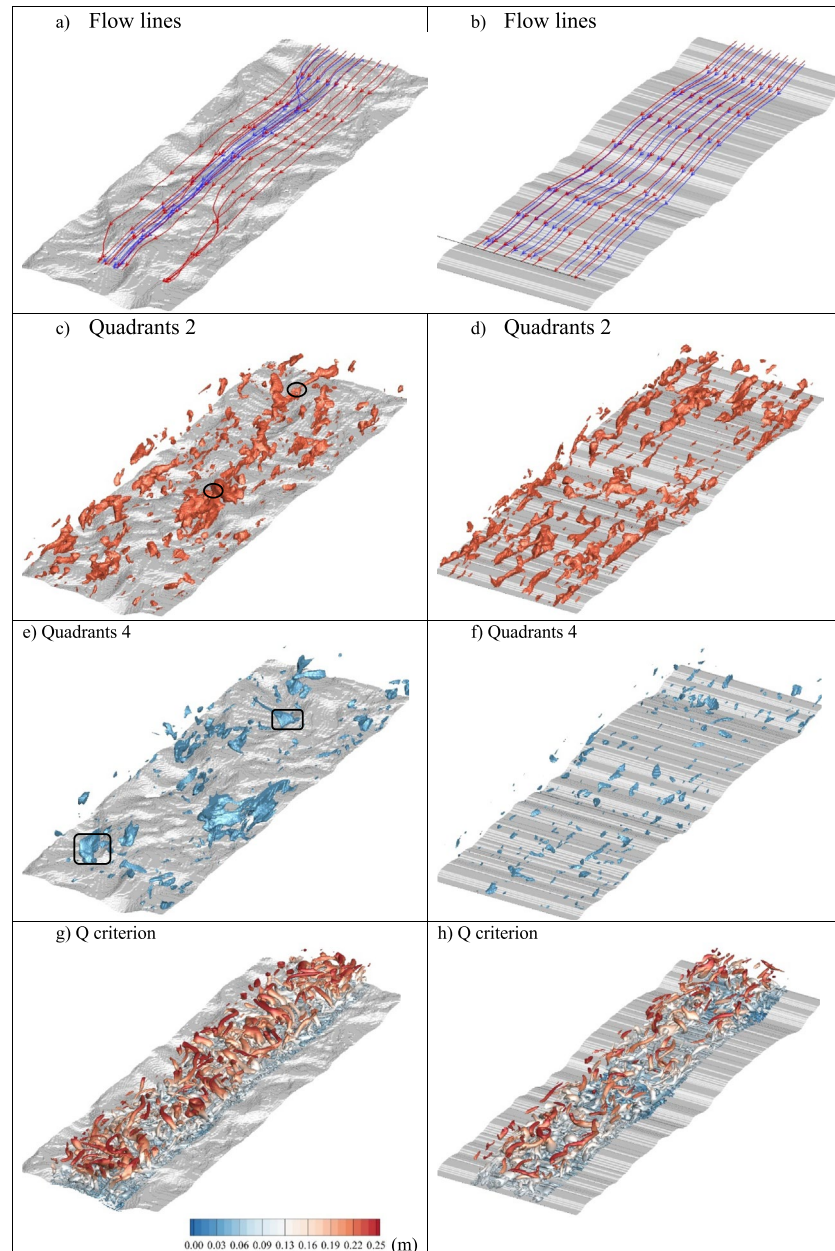 a) Flow lines
b) Flow lines
c) Quadrants 2
d) Quadrants 2
e) Quadrants 4
f) Quadrants 4
g) Q criterion
h) Q criterion
0.00 0.03 0.06 0.09 0.13 0.16 0.19 0.22 0.25 (m)